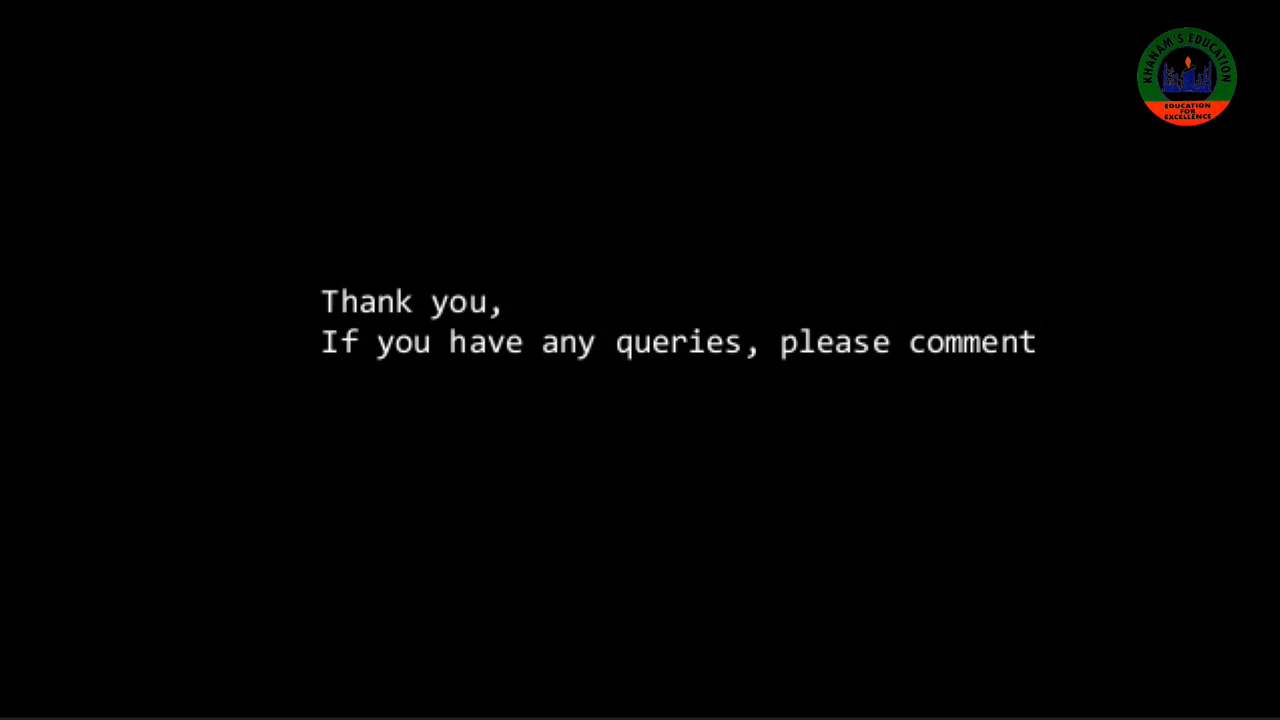 KHANAM'S EDUCATION
EDUCATION
FOR
EXCELLENCE
Thank you,
If you have any queries, please comment